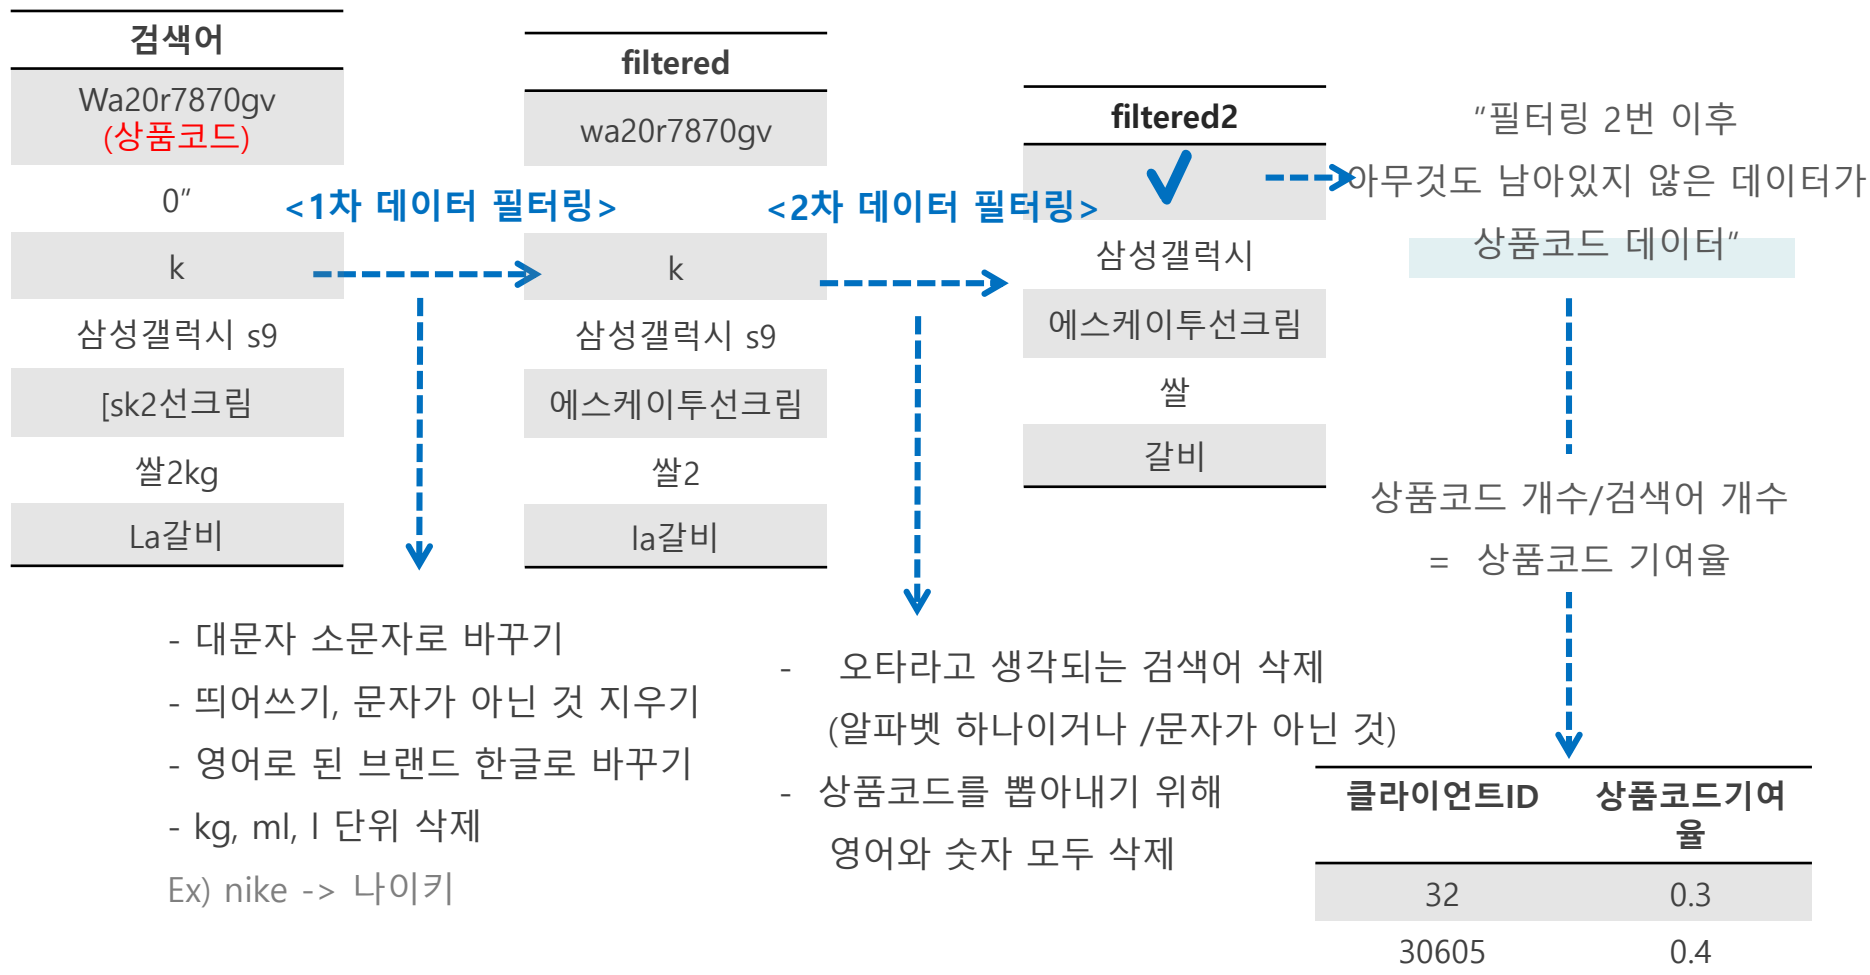 검색어
Wa20r7870gv
(상품코드)
0"
k
삼성갤럭시 s9
[sk2선크림
쌀2kg
La갈비
<1차 데이터 필터링>
- 대문자 소문자로 바꾸기
- 띄어쓰기, 문자가 아닌 것 지우기
- 영어로 된 브랜드 한글로 바꾸기
- kg, ml, l 단위 삭제
Ex) nike -> 나이키
filtered
wa20r7870gv
k
삼성갤럭시 s9
에스케이투선크림
쌀2
la갈비
<2차 데이터 필터링>
- 오타라고 생각되는 검색어 삭제
(알파벳 하나이거나 /문자가 아닌 것)
- 상품코드를 뽑아내기 위해
영어와 숫자 모두 삭제
filtered2
삼성갤럭시
에스케이투선크림
쌀
갈비
"필터링 2번 이후
아무것도 남아있지 않은 데이터가
상품코드 데이터"
상품코드 개수/검색어 개수
= 상품코드 기여율
클라이언트ID 상품코드기여
율
32 0.3
30605 0.4